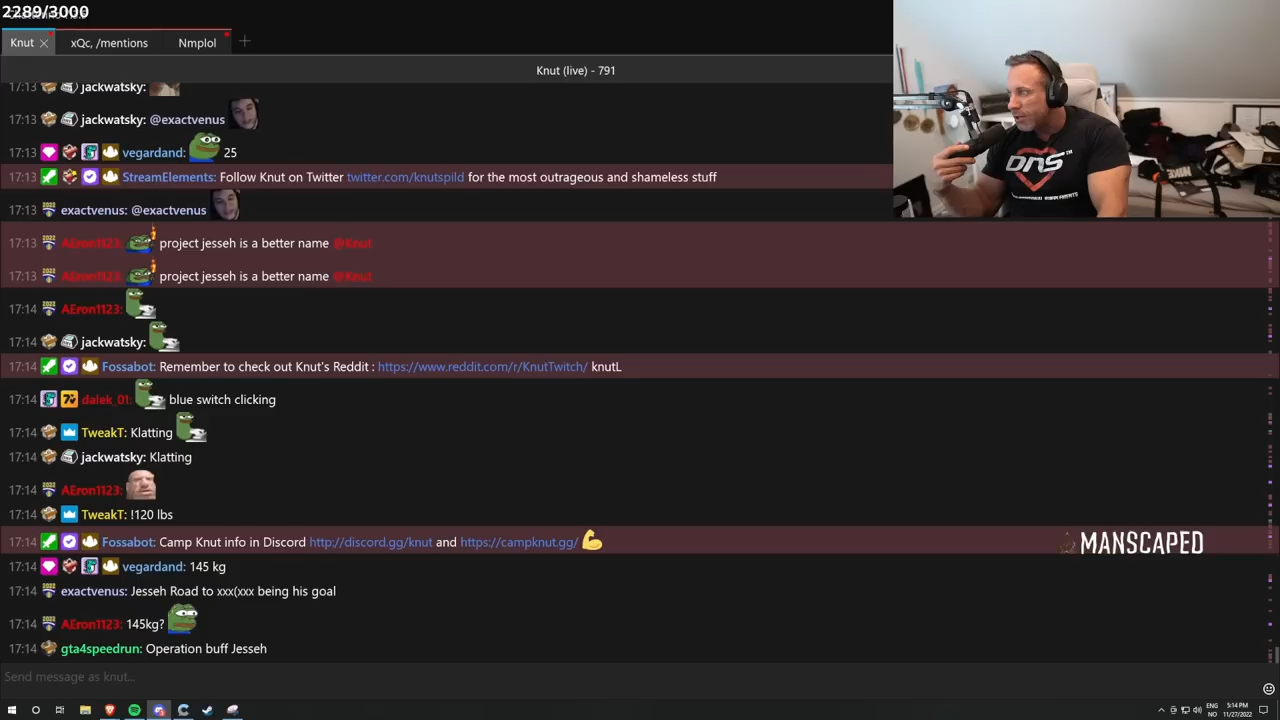 2289/3000
Knut
xQc, /mentions
Nmplol
Knut (live) - 791
17:13 jackwatsky:
17:13 jackwatsky: @exactvenus
17:13 vegardand: 25
17:13 StreamElements: Follow Knut on Twitter twitter.com/knutspild for the most outrageous and shameless stuff
17:13 exactvenus: @exactvenus
17:13 AEron1123: project jesseh is a better name @Knut
17:13 AEron1123: project jesseh is a better name @Knut
17:14 AEron1123:
17:14 jackwatsky:
17:14 Fossabot: Remember to check out Knut's Reddit : https://www.reddit.com/r/KnutTwitch/ knutL
17:14 dalek_01: blue switch clicking
17:14 TweakT: Klatting
17:14 jackwatsky: Klatting
17:14 AEron1123:
17:14 TweakT: !120 lbs
17:14 Fossabot: Camp Knut info in Discord http://discord.gg/knut and https://campknut.gg/
17:14 vegardand: 145 kg
17:14 exactvenus: Jesseh Road to xxx(xxx being his goal
17:14 AEron1123: 145kg?
17:14 gta4speedrun: Operation buff Jesseh
Send message as knut...
DNS
MANSCAPED
ENG
NO
5:14 PM
11/27/2022